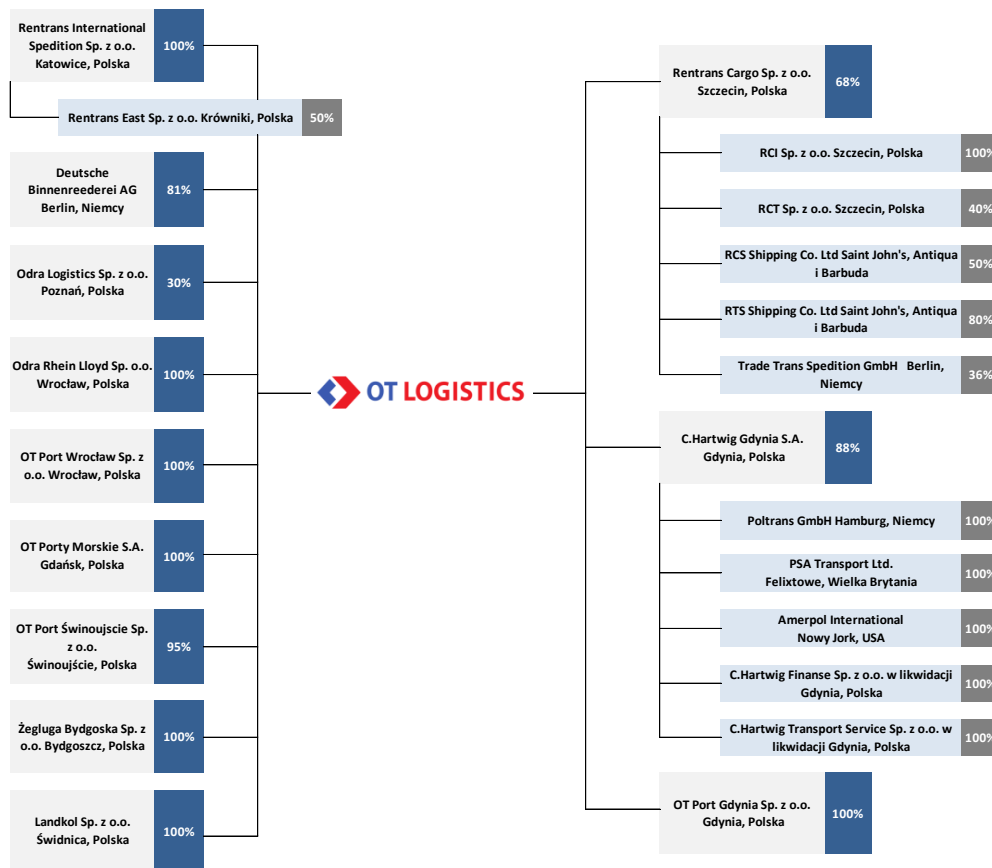 Rentrans International
Spedition Sp. z o.o.
Katowice, Polska
100%
Rentrans East Sp. z o.o. Krówniki, Polska
50%
Deutsche
Binnenreederei AG
Berlin, Niemcy
81%
Odra Logistics Sp. z o.o.
Poznań, Polska
30%
Odra Rhein Lloyd Sp. o.o.
Wrocław, Polska
100%
OT Port Wrocław Sp. z
o.o. Wrocław, Polska
100%
OT Porty Morskie S.A.
Gdańsk, Polska
100%
OT Port Świnoujscie Sp.
z o.o.
Świnoujście, Polska
95%
Żegluga Bydgoska Sp. z
o.o. Bydgoszcz, Polska
100%
Landkol Sp. z o.o.
Świdnica, Polska
100%
OT LOGISTICS
Rentrans Cargo Sp. z o.o.
Szczecin, Polska
68%
RCI Sp. z o.o. Szczecin, Polska
100%
RCT Sp. z o.o. Szczecin, Polska
40%
RCS Shipping Co. Ltd Saint John's, Antiqua
i Barbuda
50%
RTS Shipping Co. Ltd Saint John's, Antiqua
i Barbuda
80%
Trade Trans Spedition GmbH Berlin,
Niemcy
36%
C.Hartwig Gdynia S.A.
Gdynia, Polska
88%
Poltrans GmbH Hamburg, Niemcy
100%
PSA Transport Ltd.
Felixtowe, Wielka Brytania
100%
Amerpol International
Nowy Jork, USA
100%
C.Hartwig Finanse Sp. z o.o. w likwidacji
Gdynia, Polska
100%
C.Hartwig Transport Service Sp. z o.o. w
likwidacji Gdynia, Polska
100%
OT Port Gdynia Sp. z o.o.
Gdynia, Polska
100%